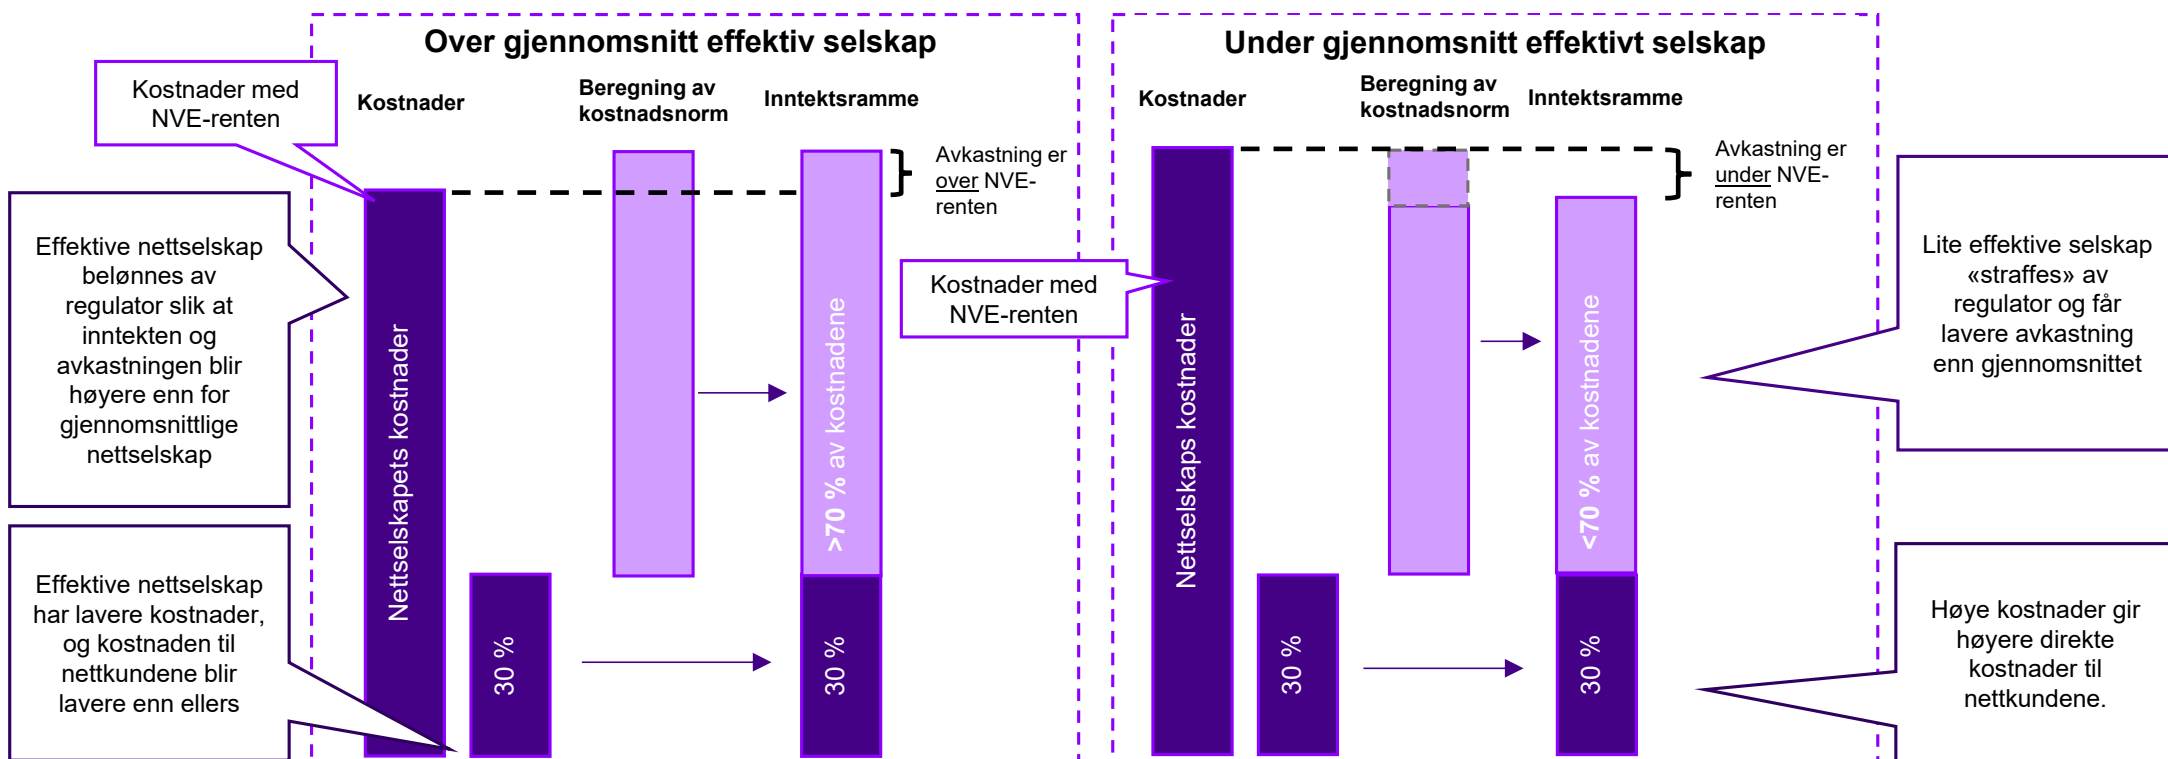 Over gjennomsnitt effektiv selskap
Kostnader med
NVE-renten
Kostnader
Beregning av
kostnadsnorm
Inntektsramme
Avkastning er
over NVE-
renten
Effektive nettselskap
belønnes av
regulator slik at
inntekten og
avkastningen blir
høyere enn for
gjennomsnittlige
nettselskap
Effektive nettselskap
har lavere kostnader,
og kostnaden til
nettkundene blir
lavere enn ellers
Nettselskapets kostnader
30 %
>70 % av kostnadene
30 %
Under gjennomsnitt effektivt selskap
Kostnader
Beregning av
kostnadsnorm
Inntektsramme
Avkastning er
under NVE-
renten
Kostnader med
NVE-renten
Nettselskaps kostnader
30 %
<70 % av kostnadene
30 %
Lite effektive selskap
«straffes» av
regulator og får
lavere avkastning
enn gjennomsnittet
Høye kostnader gir
høyere direkte
kostnader til
nettkundene.